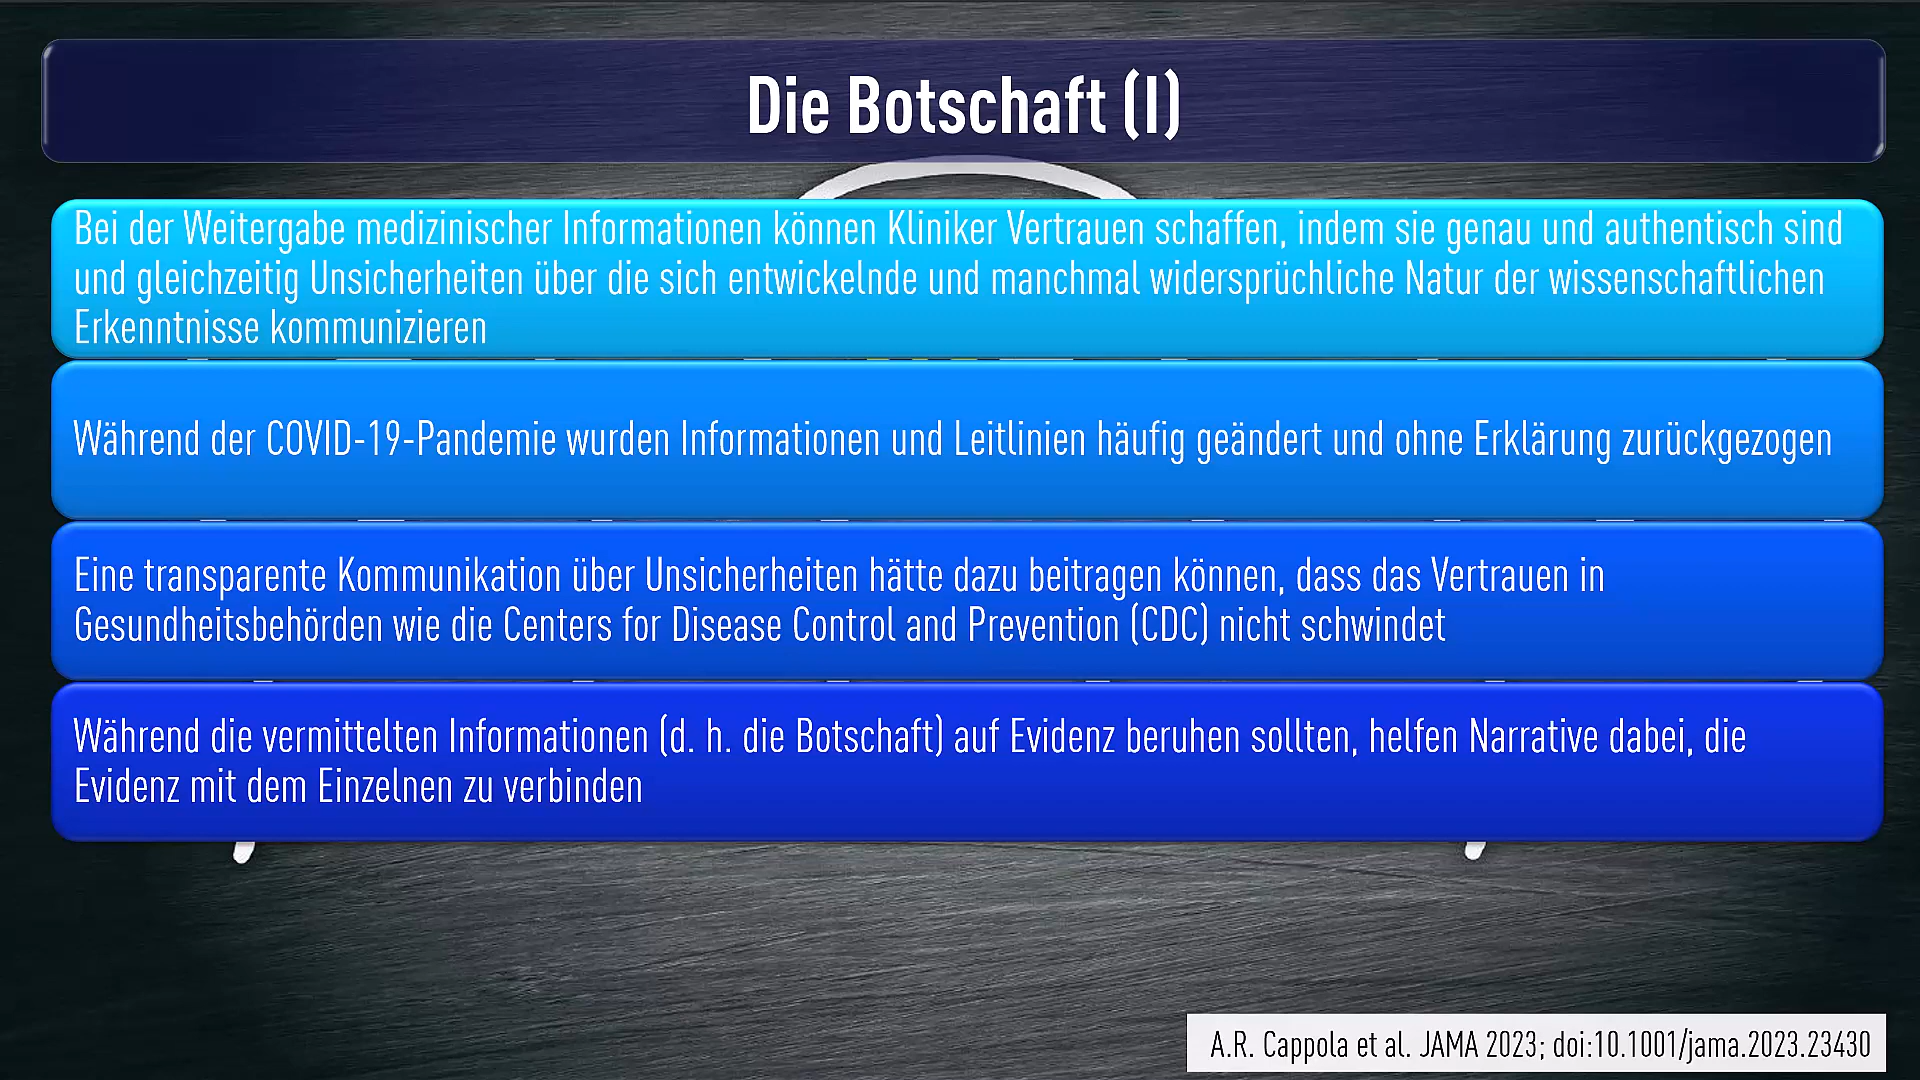 Die Botschaft (I)
Bei der Weitergabe medizinischer Informationen können Kliniker Vertrauen schaffen, indem sie genau und authentisch sind
und gleichzeitig Unsicherheiten über die sich entwickelnde und manchmal widersprüchliche Natur der wissenschaftlichen
Erkenntnisse kommunizieren
Während der COVID-19-Pandemie wurden Informationen und Leitlinien häufig geändert und ohne Erklärung zurückgezogen
Eine transparente Kommunikation über Unsicherheiten hätte dazu beitragen können, dass das Vertrauen in
Gesundheitsbehörden wie die Centers for Disease Control and Prevention (CDC) nicht schwindet
Während die vermittelten Informationen (d. h. die Botschaft) auf Evidenz beruhen sollten, helfen Narrative dabei, die
Evidenz mit dem Einzelnen zu verbinden
A.R. Cappola et al. JAMA 2023; doi:10.1001/jama.2023.23430